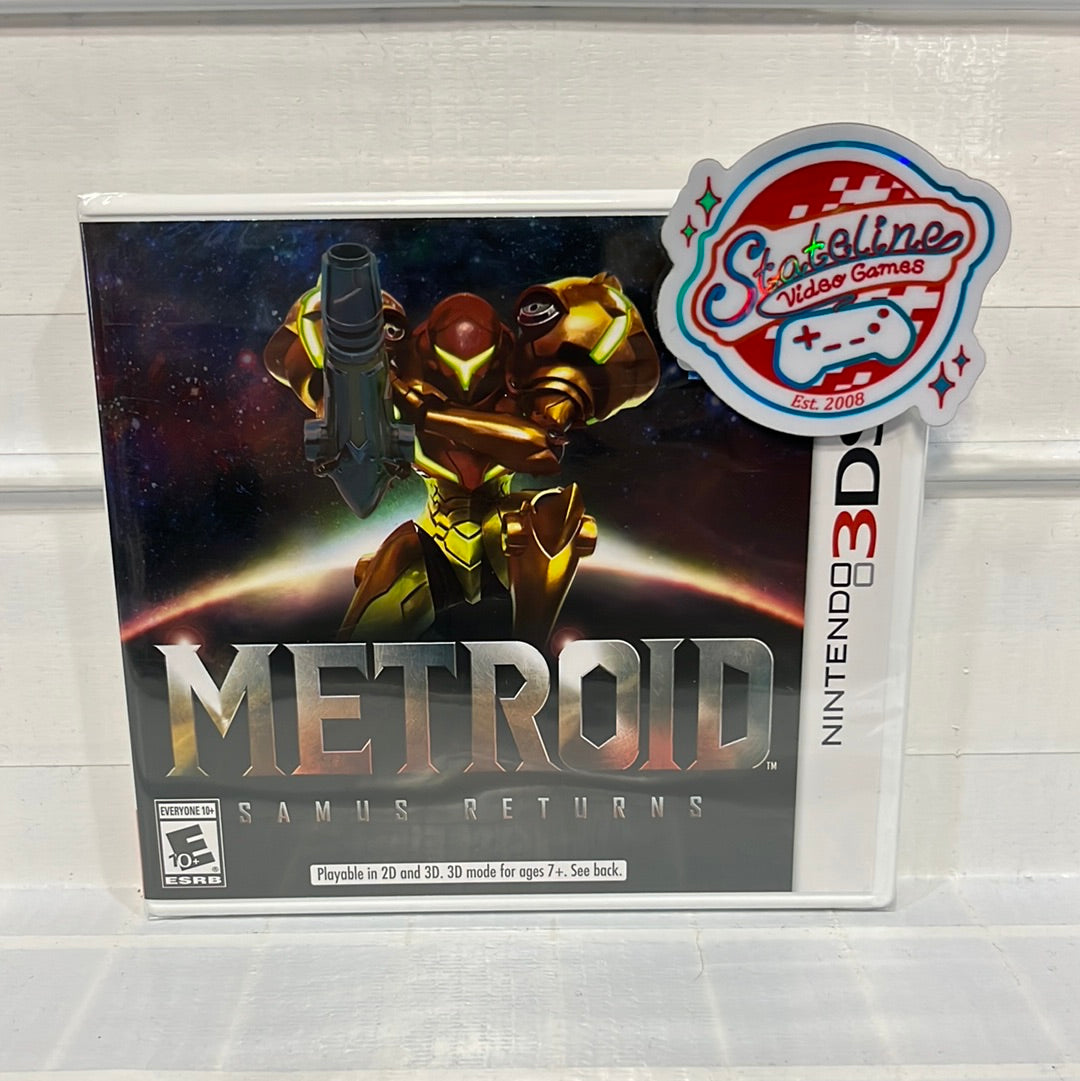 Stateline
Video Games
Est. 2008
NINTENDO 3DS
METROID
TM
SAMUS RETURNS
EVERYONE 10+
E
10+
®
ESRB
Playable in 2D and 3D. 3D mode for ages 7+. See back.